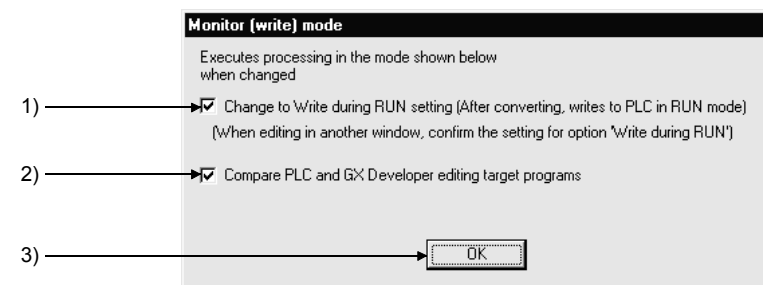 Monitor (write) mode
Executes processing in the mode shown below
when changed
1)
Change to Write during RUN setting (After converting, writes to PLC in RUN mode)
(When editing in another window, confirm the setting for option 'Write during RUN')
2)
Compare PLC and GX Developer editing target programs
3)
OK